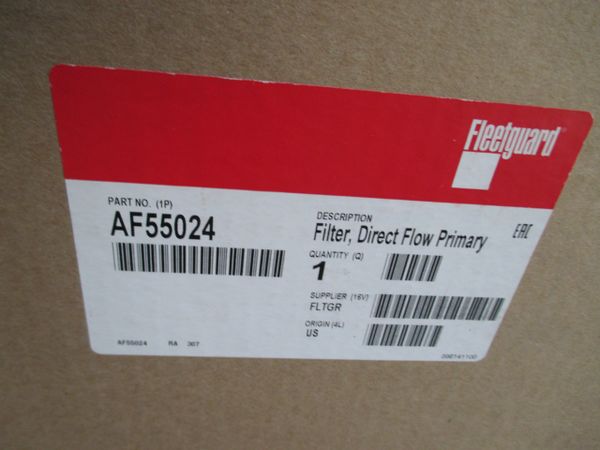 Fleetguard
PART NO. (1P)
AF55024
DESCRIPTION
Filter, Direct Flow Primary
EAC
QUANTITY (Q)
1
SUPPLIER (16V)
FLTGR
ORIGIN (4L)
US
AF55024 RA 307